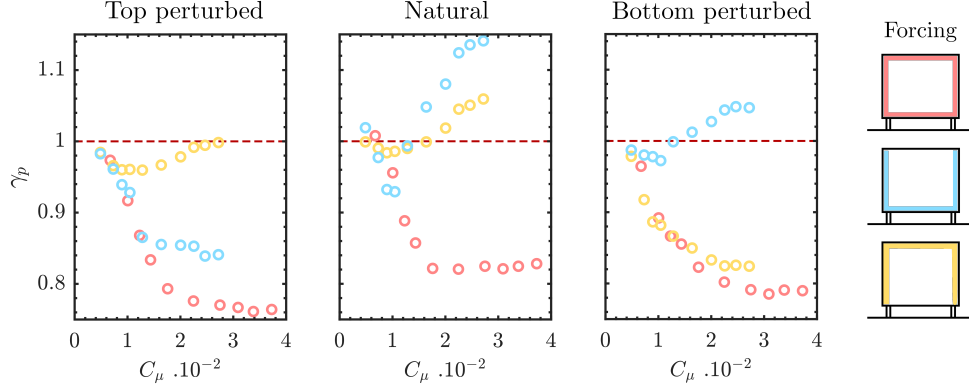 Top perturbed
Natural
Bottom perturbed
Forcing
1.1
1
0.9
0.8
γp
0 1 2 3 4
0 1 2 3 4
0 1 2 3 4
Cμ .10⁻²
Cμ .10⁻²
Cμ .10⁻²